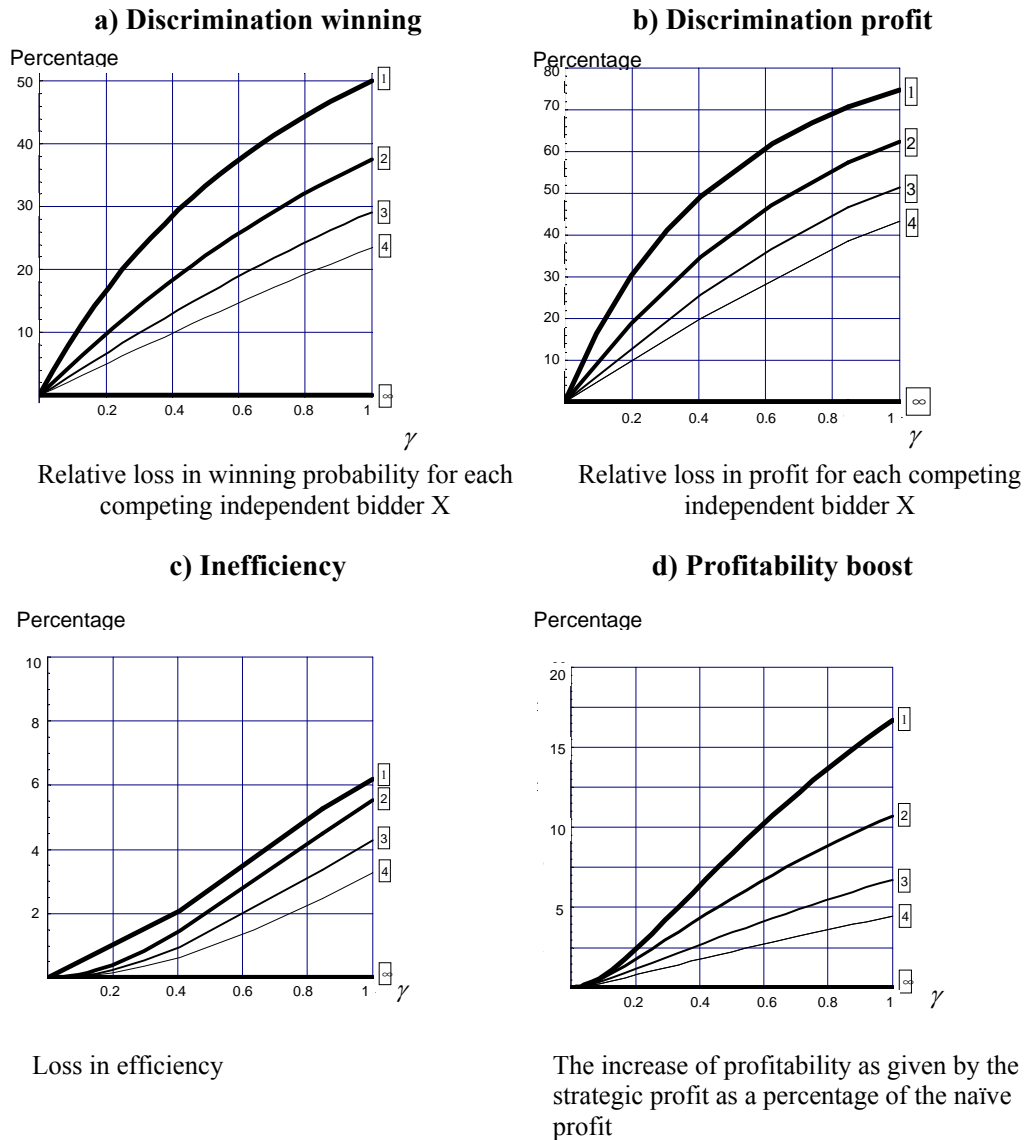 a) Discrimination winning
Percentage
50
40
30
20
10
0.2 0.4 0.6 0.8 1
1
2
3
4
∞
γ
Relative loss in winning probability for each
competing independent bidder X
b) Discrimination profit
Percentage
80
70
60
50
40
30
20
10
0.2 0.4 0.6 0.8 1
1
2
3
4
∞
γ
Relative loss in profit for each competing
independent bidder X
c) Inefficiency
Percentage
10
8
6
4
2
0.2 0.4 0.6 0.8 1
1
2
3
4
∞
γ
Loss in efficiency
d) Profitability boost
Percentage
20
15
10
5
0.2 0.4 0.6 0.8 1
1
2
3
4
∞
γ
The increase of profitability as given by the
strategic profit as a percentage of the naïve
profit